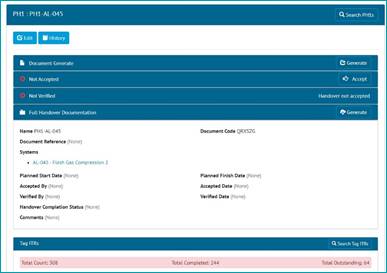 PH1 : PH1-AL-045 Search PHRs
Edit History
Document Generate Generate
Not Accepted Accept
Not Verified Handover not accepted
Full Handover Documentation Generate
Name PH1-AL-045 Document Code QRX5ZG
Document Reference (None)
Systems
AL-040 - Flash Gas Compression 2
Planned Start Date (None) Planned Finish Date (None)
Accepted By (None) Accepted Date (None)
Verified By (None) Verified Date (None)
Handover Completion Status (None)
Comments (None)
Tag ITRs Search Tag ITRs
Total Count: 308 Total Completed: 244 Total Outstanding: 64